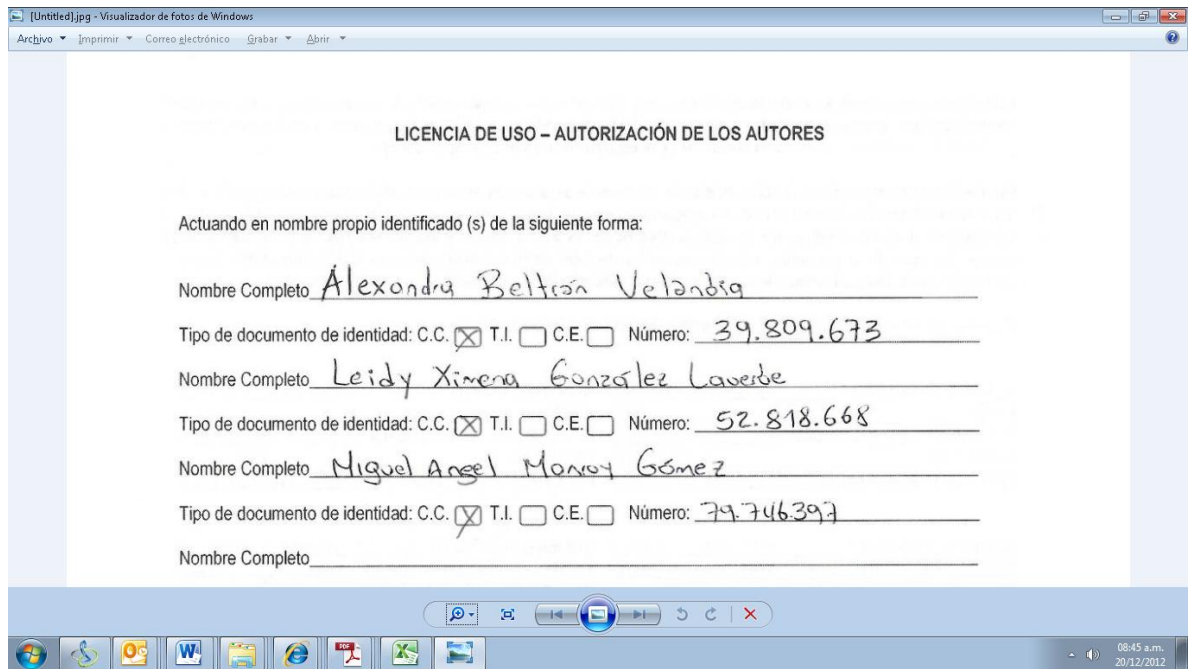 [Untitled].jpg - Visualizador de fotos de Windows
Archivo Imprimir Correo electrónico Grabar Abrir
LICENCIA DE USO – AUTORIZACIÓN DE LOS AUTORES
Actuando en nombre propio identificado (s) de la siguiente forma:
Nombre Completo Alexandra Beltrán Velandia
Tipo de documento de identidad: C.C. X T.I. C.E. Número: 39.809.673
Nombre Completo Leidy Ximena González Laverde
Tipo de documento de identidad: C.C. X T.I. C.E. Número: 52.818.668
Nombre Completo Miguel Angel Monroy Gómez
Tipo de documento de identidad: C.C. X T.I. C.E. Número: 79.746.397
Nombre Completo
PDF
08:45 a.m.
20/12/2012